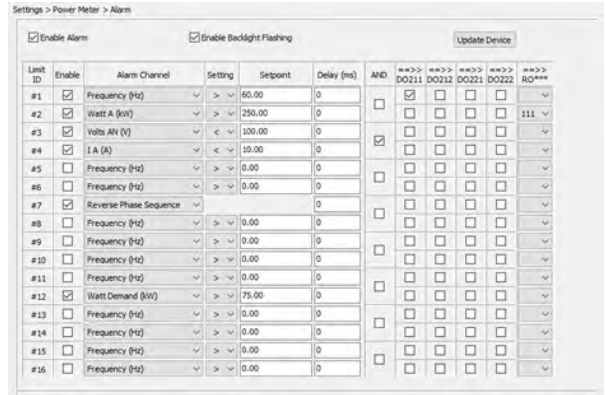 Settings > Power Meter > Alarm
Enable Alarm Enable Backlight Flashing Update Device
Limit ID Enable Alarm Channel Setting Setpoint Delay (ms) AND ==>> DO211 ==>> DO212 ==>> DO221 ==>> DO222 ==>> RO***
#1 Frequency (Hz) > 60.00 0
#2 Watt A (kW) > 250.00 0 111
#3 Volts AN (V) < 100.00 0
#4 I A (A) < 10.00 0
#5 Frequency (Hz) > 0.00 0
#6 Frequency (Hz) > 0.00 0
#7 Reverse Phase Sequence 0
#8 Frequency (Hz) > 0.00 0
#9 Frequency (Hz) > 0.00 0
#10 Frequency (Hz) > 0.00 0
#11 Frequency (Hz) > 0.00 0
#12 Watt Demand (kW) > 75.00 0
#13 Frequency (Hz) > 0.00 0
#14 Frequency (Hz) > 0.00 0
#15 Frequency (Hz) > 0.00 0
#16 Frequency (Hz) > 0.00 0